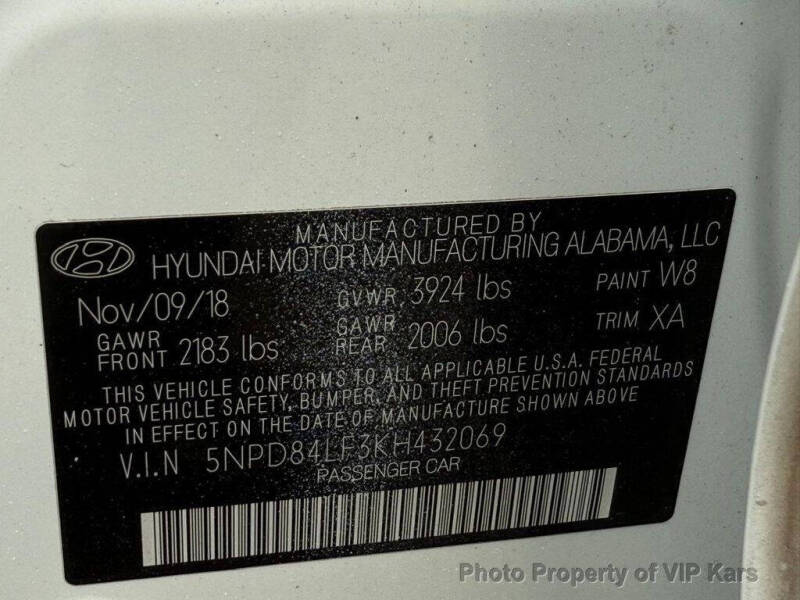 MANUFACTURED BY
HYUNDAI MOTOR MANUFACTURING ALABAMA, LLC
Nov/09/18 GVWR 3924 lbs PAINT W8
GAWR FRONT 2183 lbs GAWR REAR 2006 lbs TRIM XA
THIS VEHICLE CONFORMS TO ALL APPLICABLE U.S.A. FEDERAL
MOTOR VEHICLE SAFETY, BUMPER, AND THEFT PREVENTION STANDARDS
IN EFFECT ON THE DATE OF MANUFACTURE SHOWN ABOVE
V.I.N 5NPD84LF3KH432069
PASSENGER CAR
Photo Property of VIP Kars